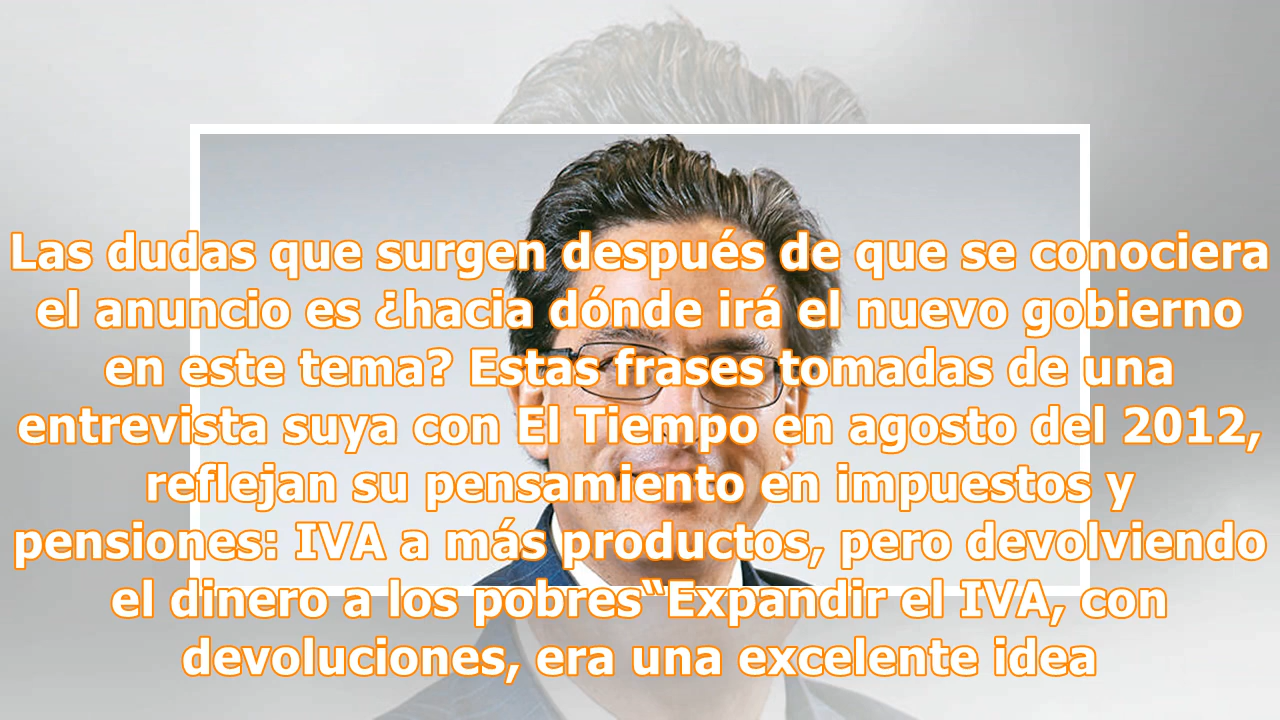 Las dudas que surgen después de que se conociera
el anuncio es ¿hacia dónde irá el nuevo gobierno
en este tema? Estas frases tomadas de una
entrevista suya con El Tiempo en agosto del 2012,
reflejan su pensamiento en impuestos y
pensiones: IVA a más productos, pero devolviendo
el dinero a los pobres“Expandir el IVA, con
devoluciones, era una excelente idea